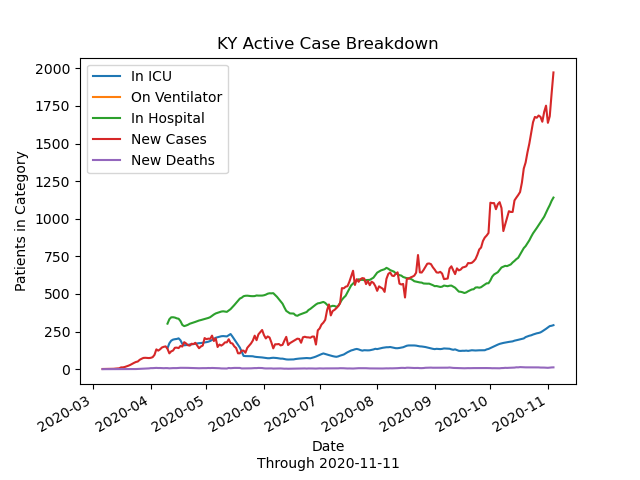 KY Active Case Breakdown
In ICU
On Ventilator
In Hospital
New Cases
New Deaths
Patients in Category
2000
1750
1500
1250
1000
750
500
250
0
2020-03
2020-04
2020-05
2020-06
2020-07
2020-08
2020-09
2020-10
2020-11
Date
Through 2020-11-11